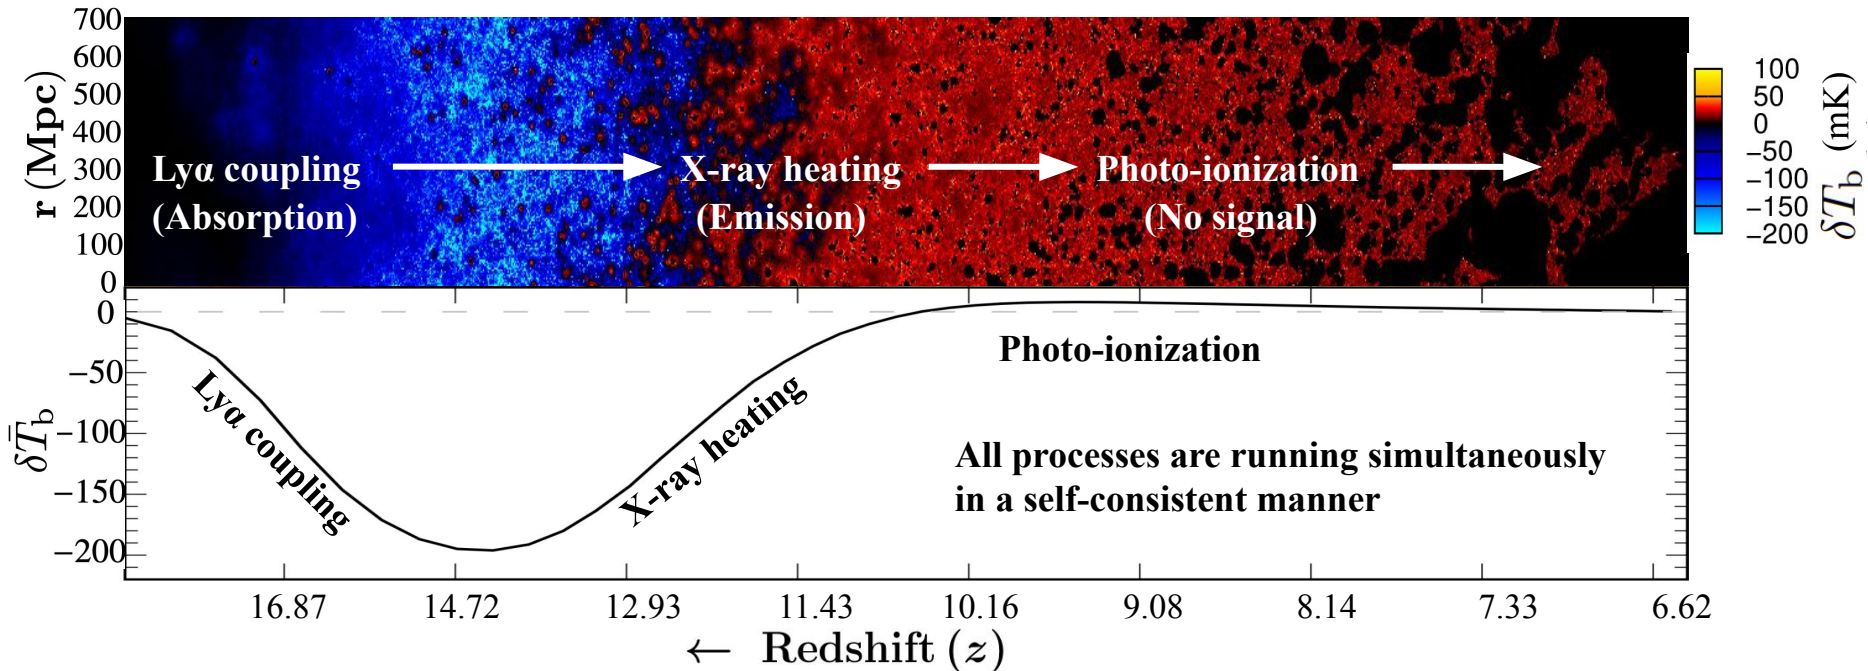 700
600
500
400
300
200
100
0
r (Mpc)
Lyα coupling
(Absorption)
X-ray heating
(Emission)
Photo-ionization
(No signal)
100
50
0
−50
−100
−150
−200
δT_b (mK)
0
−50
−100
−150
−200
δT̄_b
Lyα coupling
X-ray heating
Photo-ionization
All processes are running simultaneously
in a self-consistent manner
16.87 14.72 12.93 11.43 10.16 9.08 8.14 7.33 6.62
← Redshift (z)